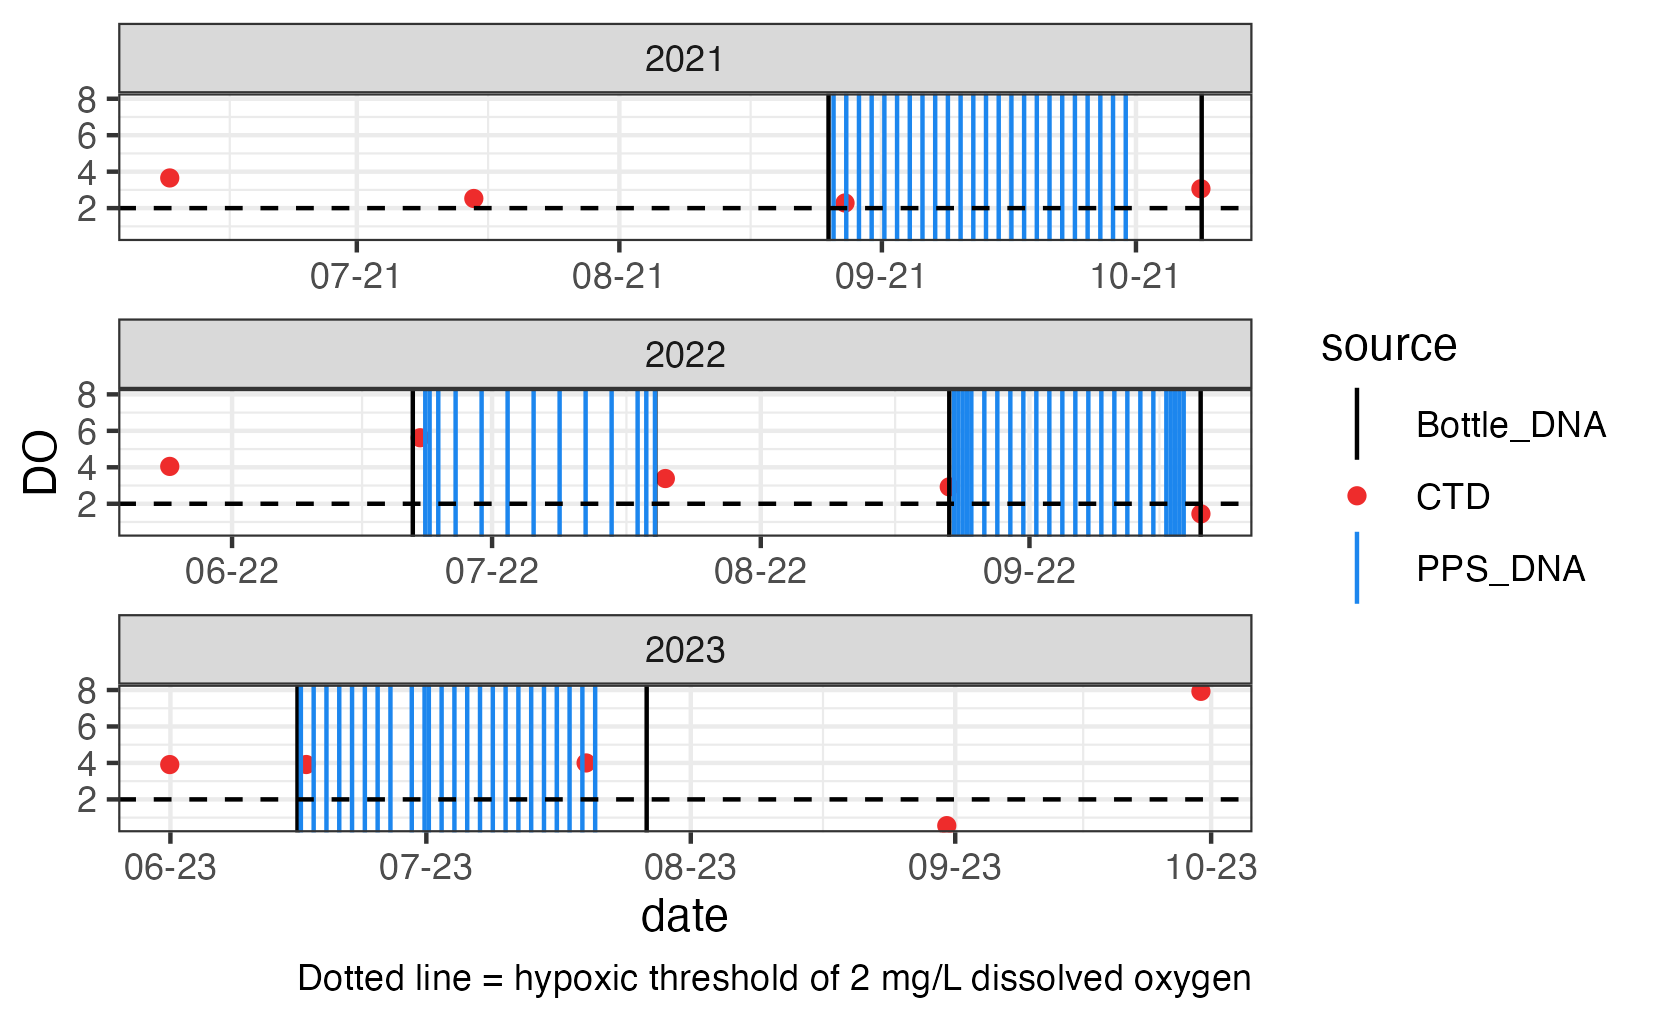 2021
8
6
4
2
07-21 08-21 09-21 10-21
2022
8
6
4
2
06-22 07-22 08-22 09-22
2023
8
6
4
2
06-23 07-23 08-23 09-23 10-23
DO
date
Dotted line = hypoxic threshold of 2 mg/L dissolved oxygen
source
Bottle_DNA
CTD
PPS_DNA